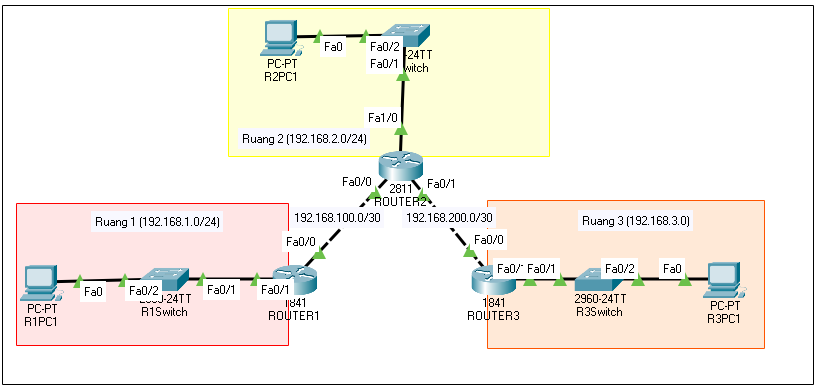 Fa0
Fa0/2
-24TT
witch
Fa0/1
PC-PT
R2PC1
Fa1/0
Ruang 2 (192.168.2.0/24)
Fa0/0
2811
ROUTER2
Fa0/1
192.168.100.0/30
192.168.200.0/30
Ruang 1 (192.168.1.0/24)
Ruang 3 (192.168.3.0)
Fa0/0
Fa0/0
PC-PT
R1PC1
Fa0
Fa0/2
-24TT
R1Switch
Fa0/1
Fa0/1
1841
ROUTER1
1841
ROUTER3
Fa0/1
Fa0/1
2960-24TT
R3Switch
Fa0/2
Fa0
PC-PT
R3PC1